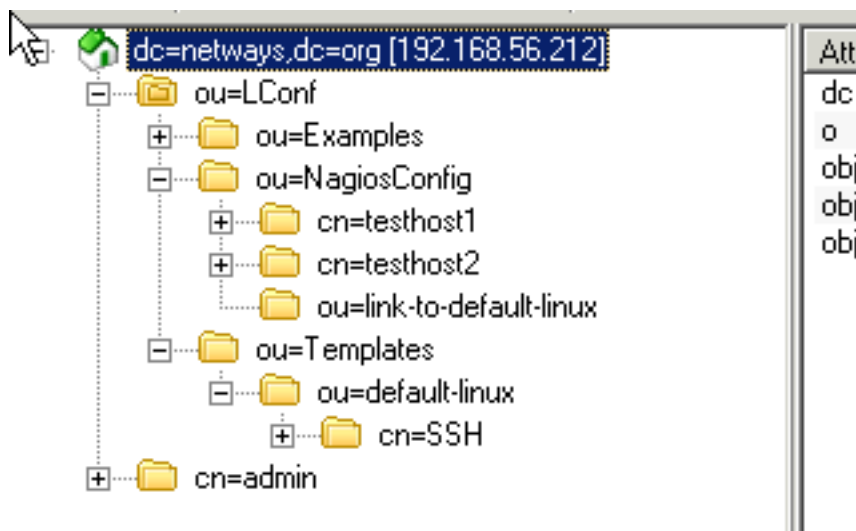 dc=netways,dc=org [192.168.56.212]
ou=LConf
ou=Examples
ou=NagiosConfig
cn=testhost1
cn=testhost2
ou=link-to-default-linux
ou=Templates
ou=default-linux
cn=SSH
cn=admin
Att
dc
o
obj
obj
obj